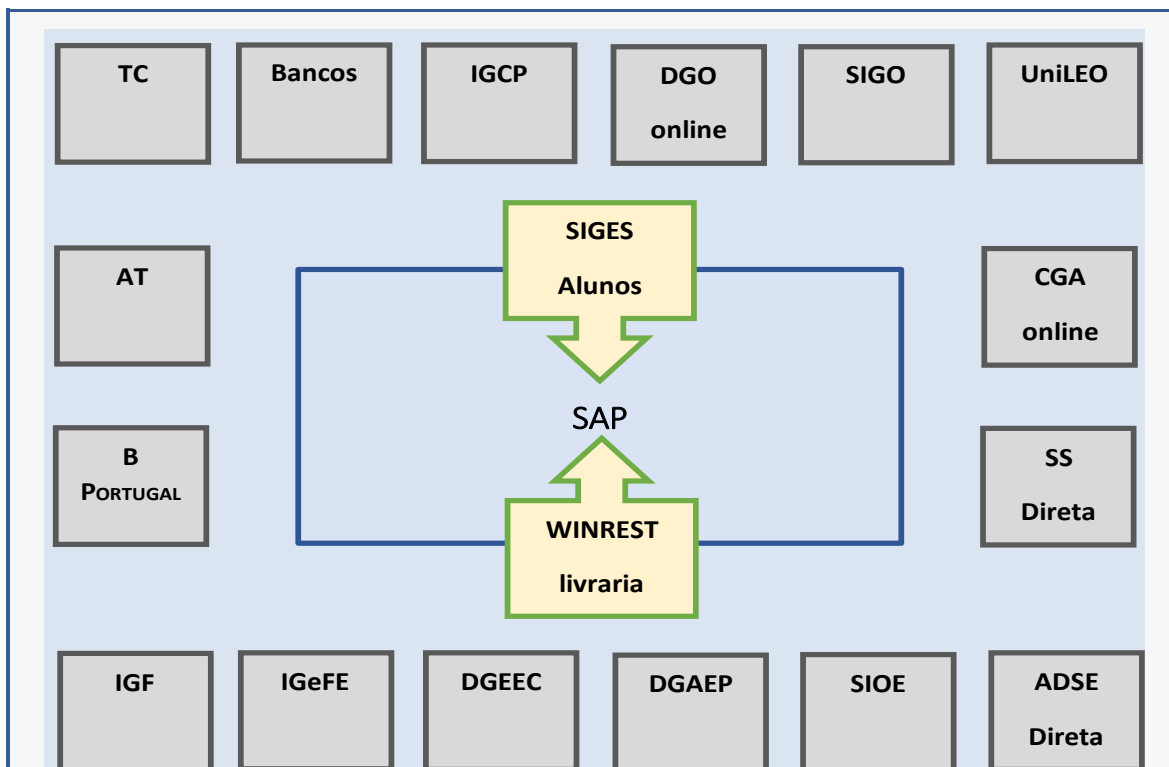 TC
Bancos
IGCP
DGO
online
SIGO
UniLEO
SIGES
Alunos
AT
CGA
online
SAP
B
PORTUGAL
SS
Direta
WINREST
livraria
IGF
IGeFE
DGEEC
DGAEP
SIOE
ADSE
Direta